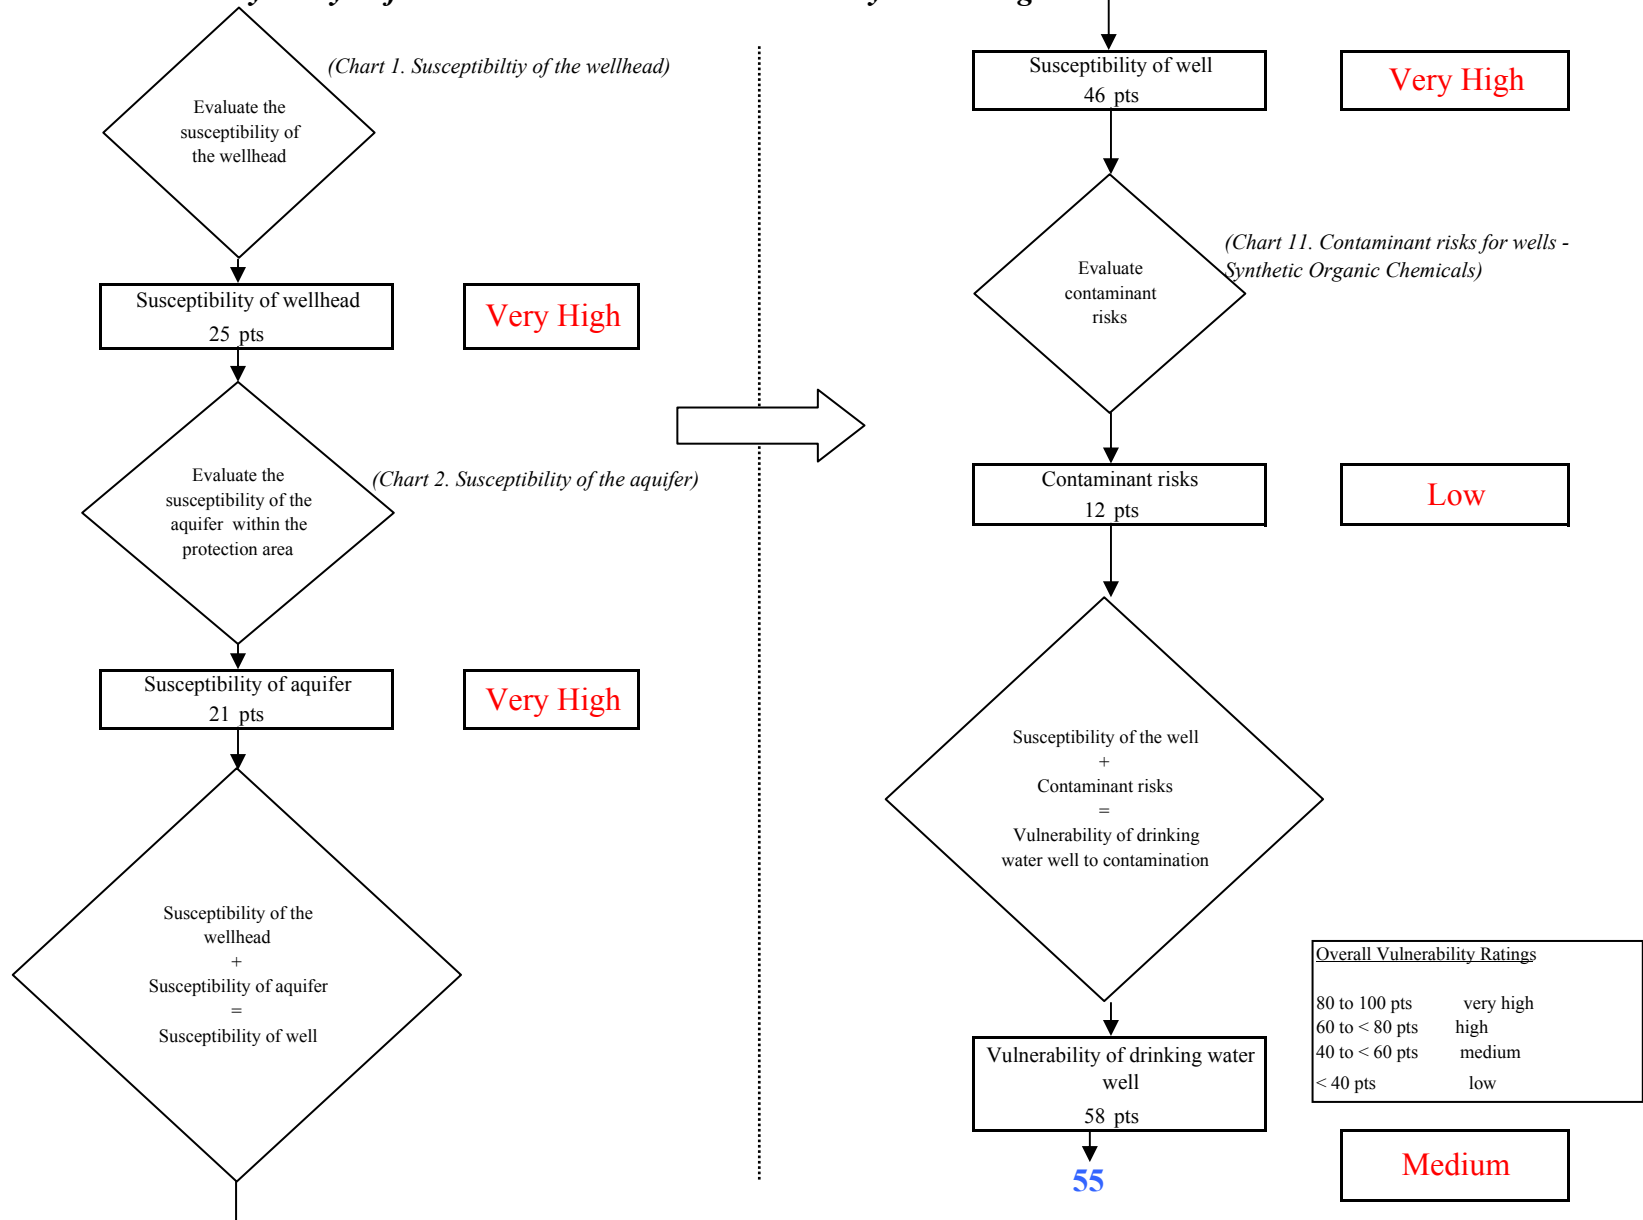 (Chart 1. Susceptibiltiy of the wellhead)
Evaluate the
susceptibility of
the wellhead
Susceptibility of wellhead
25 pts
Very High
(Chart 2. Susceptibility of the aquifer)
Evaluate the
susceptibility of the
aquifer within the
protection area
Susceptibility of aquifer
21 pts
Very High
Susceptibility of the
wellhead
+
Susceptibility of aquifer
=
Susceptibility of well
Susceptibility of well
46 pts
Very High
(Chart 11. Contaminant risks for wells -
Synthetic Organic Chemicals)
Evaluate
contaminant
risks
Contaminant risks
12 pts
Low
Susceptibility of the well
+
Contaminant risks
=
Vulnerability of drinking
water well to contamination
Overall Vulnerability Ratings
80 to 100 pts very high
60 to < 80 pts high
40 to < 60 pts medium
< 40 pts low
Vulnerability of drinking water
well
58 pts
55
Medium